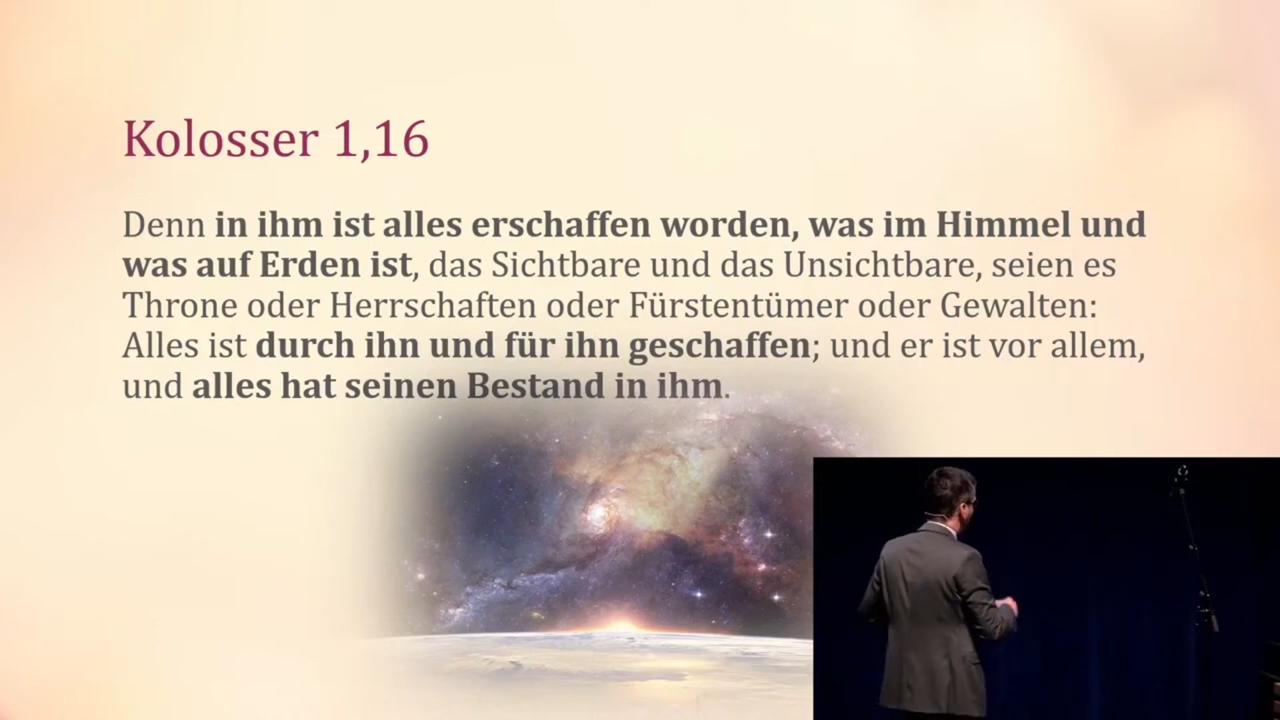 Kolosser 1,16
Denn in ihm ist alles erschaffen worden, was im Himmel und
was auf Erden ist, das Sichtbare und das Unsichtbare, seien es
Throne oder Herrschaften oder Fürstentümer oder Gewalten:
Alles ist durch ihn und für ihn geschaffen; und er ist vor allem,
und alles hat seinen Bestand in ihm.